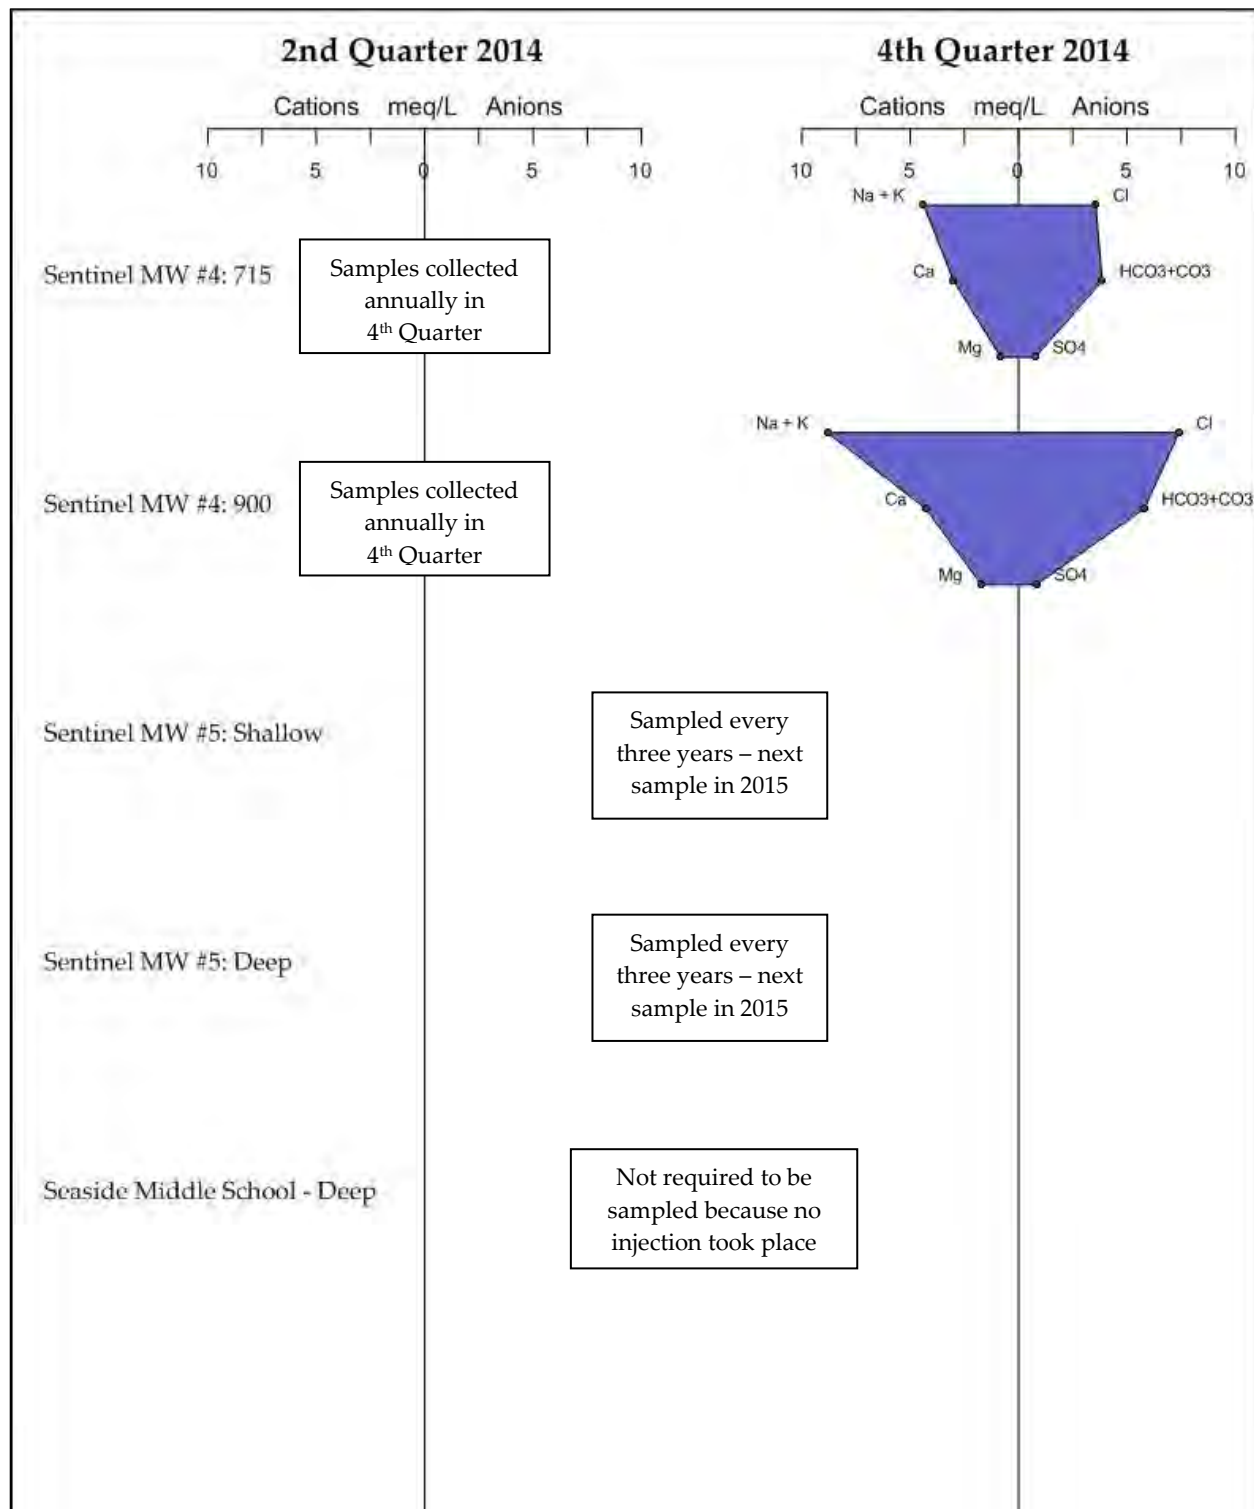 2nd Quarter 2014
4th Quarter 2014
Cations meq/L Anions
Cations meq/L Anions
10 5 0 5 10
10 5 0 5 10
Na + K
Cl
Sentinel MW #4: 715
Samples collected
annually in
4th Quarter
Ca
HCO3+CO3
Mg
SO4
Na + K
Cl
Sentinel MW #4: 900
Samples collected
annually in
4th Quarter
Ca
HCO3+CO3
Mg
SO4
Sentinel MW #5: Shallow
Sampled every
three years – next
sample in 2015
Sentinel MW #5: Deep
Sampled every
three years – next
sample in 2015
Seaside Middle School - Deep
Not required to be
sampled because no
injection took place